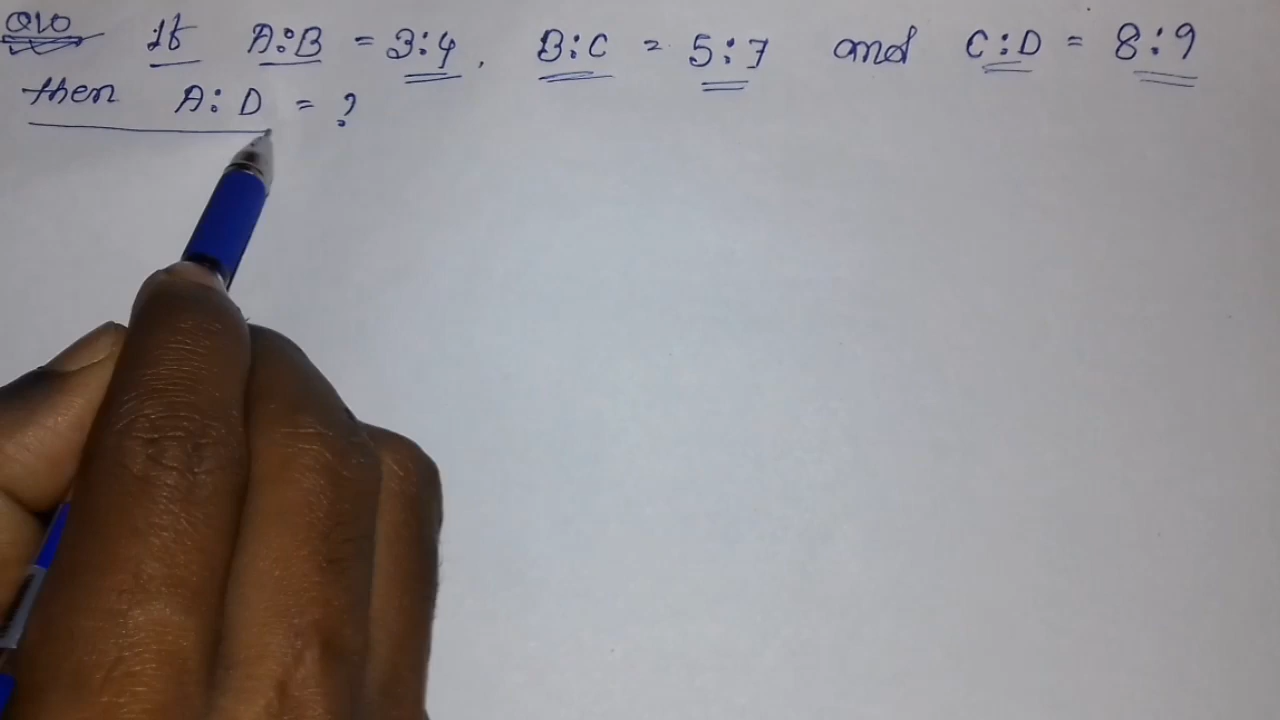 Q10 If A:B = 3:4, B:C = 5:7 and C:D = 8:9
then A:D = ?